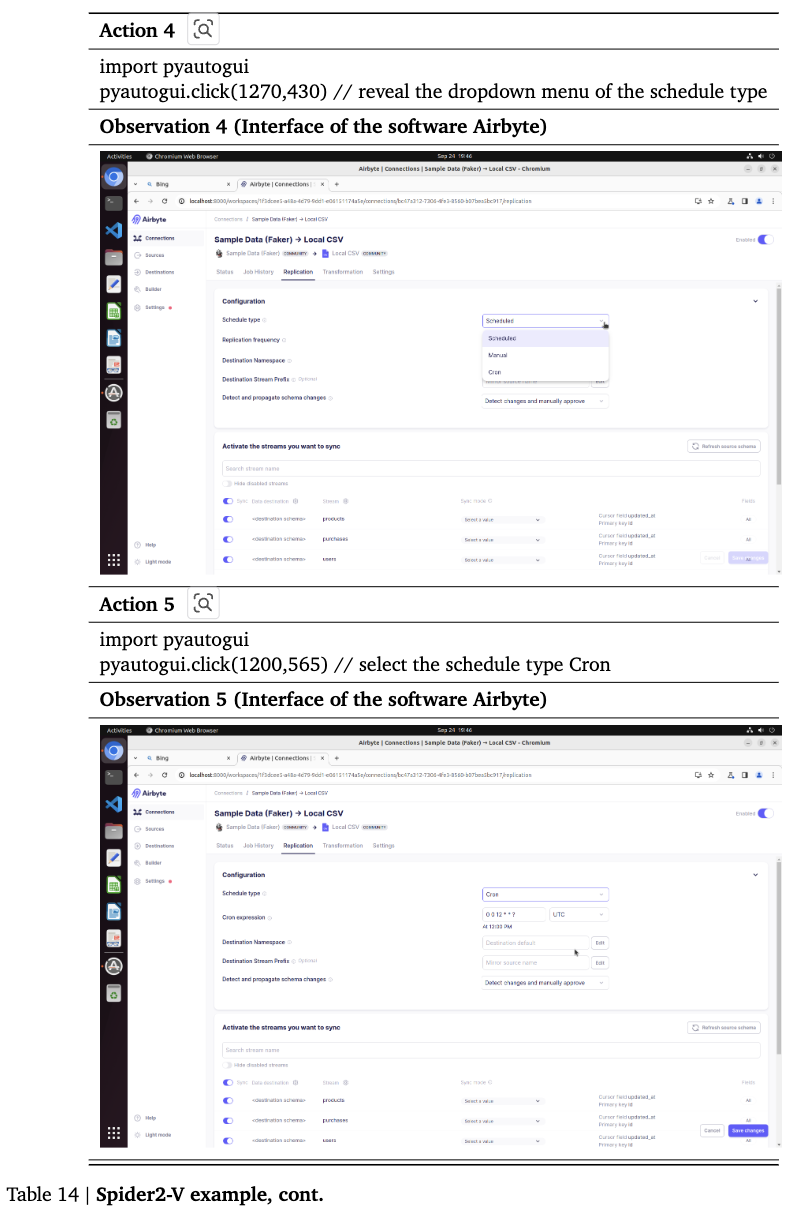 Action 4
import pyautogui
pyautogui.click(1270,430) // reveal the dropdown menu of the schedule type
Observation 4 (Interface of the software Airbyte)
Activities Chromium Web Browser Sep 24 19:46
Airbyte | Connections | Sample Data (Faker) → Local CSV - Chromium
Bing × Airbyte | Connections | × +
Airbyte Connections / Sample Data (Faker) → Local CSV
Connections
Sample Data (Faker) → Local CSV Enabled
Sources
Sample Data (Faker) COMMUNITY → Local CSV COMMUNITY
Destinations
Status Job History Replication Transformation Settings
Builder
Settings
Configuration
Schedule type Scheduled
Replication frequency Scheduled
Manual
Destination Namespace
Cron
Destination Stream Prefix Optional Mirror source name Edit
Detect and propagate schema changes Detect changes and manually approve
Activate the streams you want to sync Refresh source schema
Search stream name
Hide disabled streams
Sync Data destination Stream Sync mode Fields
<destination schema> products Select a value Cursor field updated_at All
Primary key id
<destination schema> purchases Select a value Cursor field updated_at All
Primary key id
Help
<destination schema> users Select a value Cursor field updated_at All
Primary key id
Light mode
Action 5
import pyautogui
pyautogui.click(1200,565) // select the schedule type Cron
Observation 5 (Interface of the software Airbyte)
Activities Chromium Web Browser Sep 24 19:46
Airbyte | Connections | Sample Data (Faker) → Local CSV - Chromium
Bing × Airbyte | Connections | × +
Airbyte Connections / Sample Data (Faker) → Local CSV
Connections
Sample Data (Faker) → Local CSV Enabled
Sources
Sample Data (Faker) COMMUNITY → Local CSV COMMUNITY
Destinations
Status Job History Replication Transformation Settings
Builder
Settings
Configuration
Schedule type Cron
Cron expression 0 0 12 * * ? UTC
Destination Namespace Destination default Edit
Destination Stream Prefix Optional Mirror source name Edit
Detect and propagate schema changes Detect changes and manually approve
Activate the streams you want to sync Refresh source schema
Search stream name
Hide disabled streams
Sync Data destination Stream Sync mode Fields
<destination schema> products Select a value Cursor field updated_at All
Primary key id
<destination schema> purchases Select a value Cursor field updated_at All
Primary key id
Help
Cancel Save changes
<destination schema> users Select a value Cursor field updated_at All
Primary key id
Light mode
Table 14 | Spider2-V example, cont.